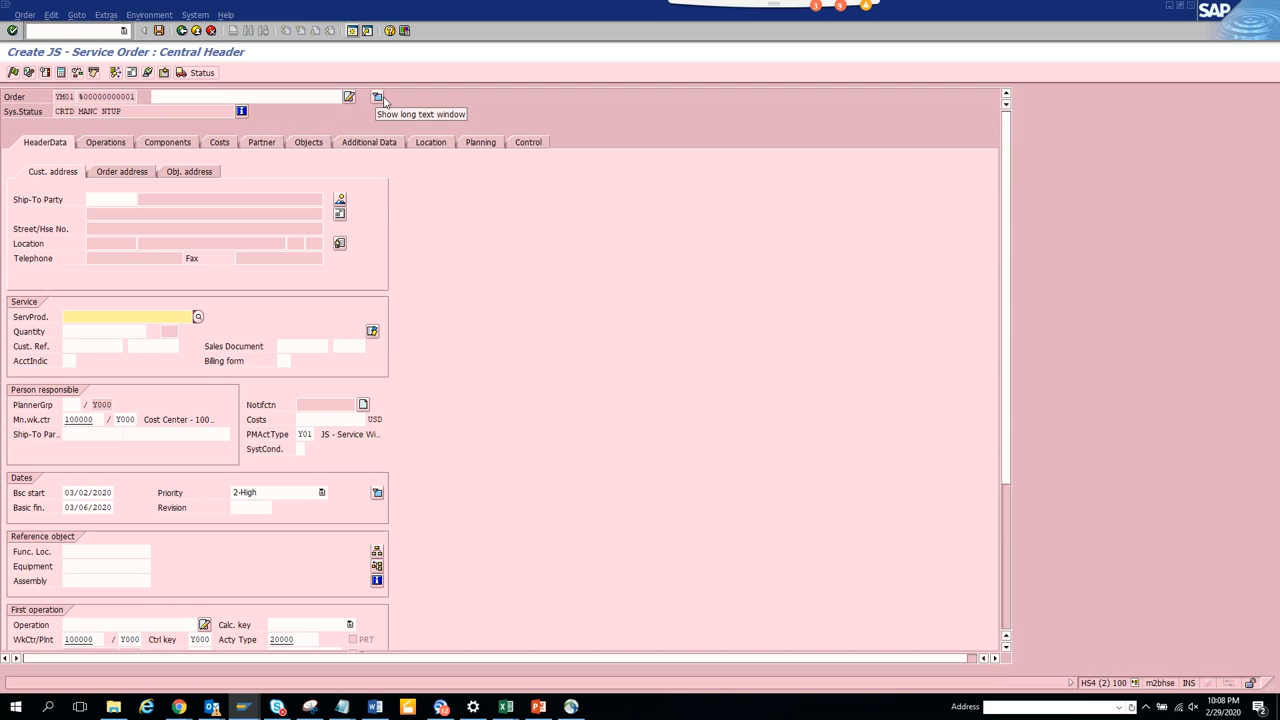 Order Edit Goto Extras Environment System Help
3 9
SAP
Create JS - Service Order : Central Header
Status
Order YM01 %00000000001
Show long text window
Sys.Status CRTD MANC NTUP
HeaderData Operations Components Costs Partner Objects Additional Data Location Planning Control
Cust. address Order address Obj. address
Ship-To Party
Street/Hse No.
Location
Telephone Fax
Service
ServProd.
Quantity
Cust. Ref. Sales Document
AcctIndic Billing form
Person responsible
PlannerGrp / Y000 Notifctn
Mn.wk.ctr 100000 / Y000 Cost Center - 100... Costs USD
Ship-To Par... PMActType Y01 JS - Service Wi...
SystCond.
Dates
Bsc start 03/02/2020 Priority 2-High
Basic fin. 03/06/2020 Revision
Reference object
Func. Loc.
Equipment
Assembly
First operation
Operation Calc. key
WkCtr/Plnt 100000 / Y000 Ctrl key Y000 Acty Type 20000 PRT
HS4 (2) 100 m2bhse INS
Address 10:08 PM
2/29/2020